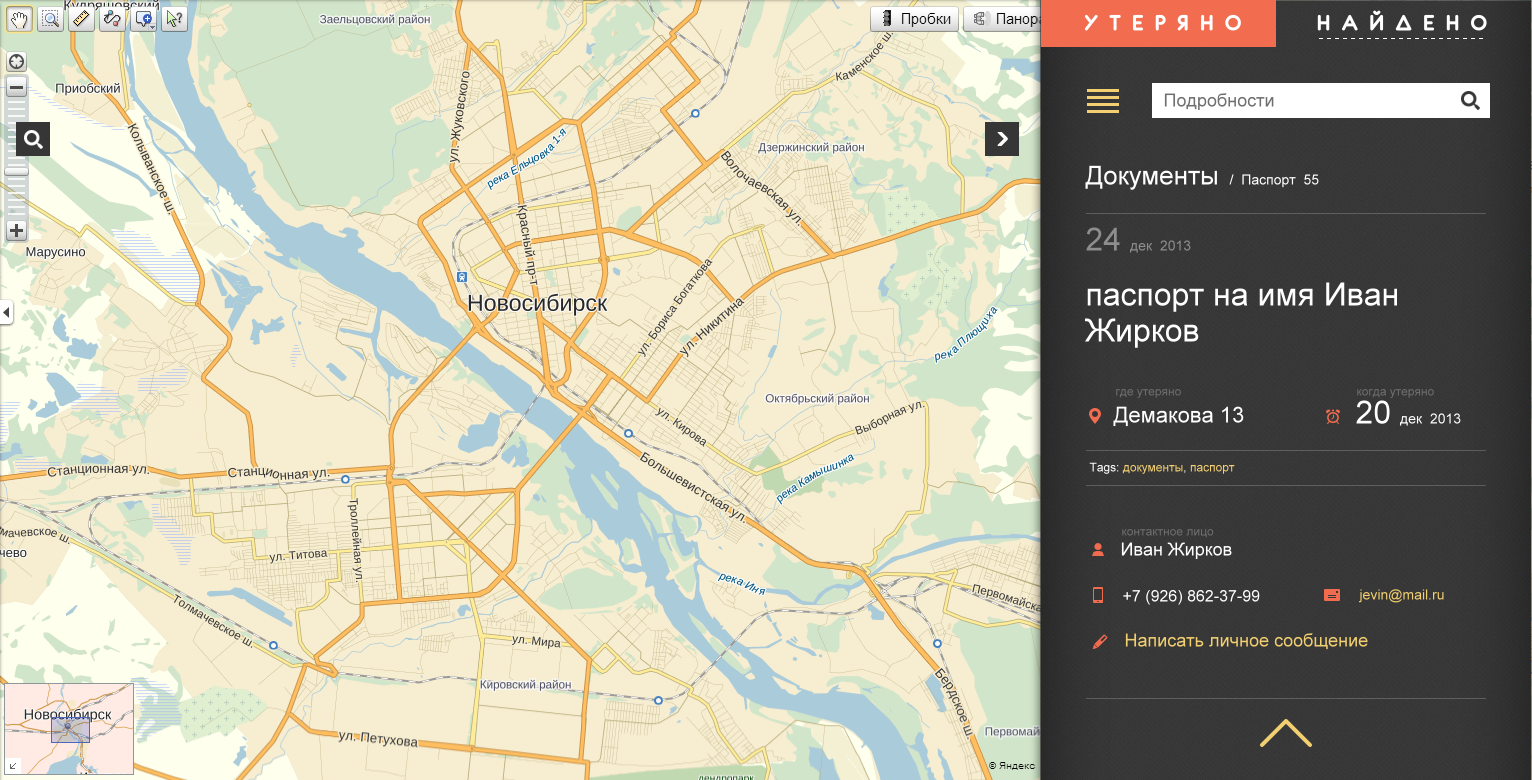 Кудряшовский
Заельцовский район
Пробки
Панора
Приобский
Колыванское ш.
ул. Жуковского
река Ельцовка 1-я
Каменское ш.
Дзержинский район
Волочаевская ул.
Красный пр-т
Марусино
Новосибирск
ул. Бориса Богаткова
ул. Никитина
река Плющиха
Октябрьский район
Выборная ул.
ул. Кирова
Станционная ул.
Станционная ул.
Большевистская ул.
река Камышинка
мачевское ш.
чево
Троллейная ул.
ул. Титова
река Иня
Первомайска
Толмачевское ш.
ул. Мира
Кировский район
Бердское ш.
ул. Петухова
Первомай
Новосибирск
дендропарк
© Яндекс
УТЕРЯНО
НАЙДЕНО
Подробности
Документы / Паспорт 55
24 дек 2013
паспорт на имя Иван
Жирков
где утеряно
когда утеряно
Демакова 13
20 дек 2013
Tags: документы, паспорт
контактное лицо
Иван Жирков
+7 (926) 862-37-99
jevin@mail.ru
Написать личное сообщение